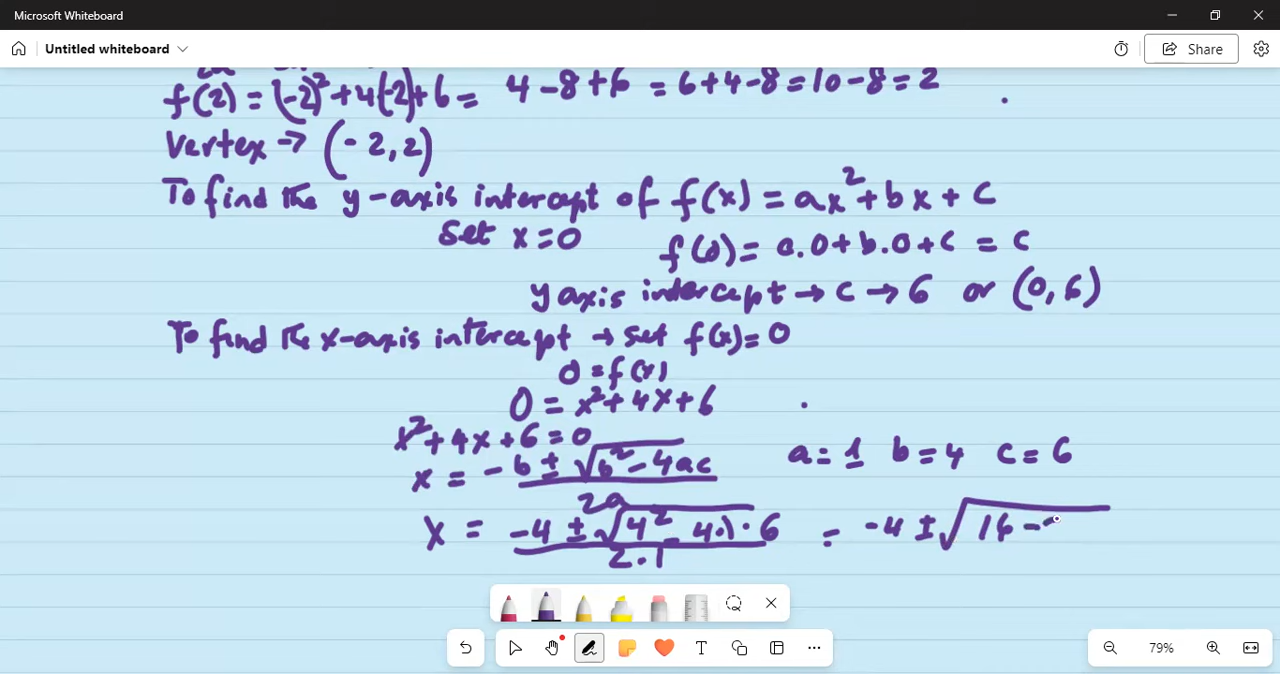 Microsoft Whiteboard
Untitled whiteboard
Share
f(2) = (-2)² + 4(-2) + 6 = 4 - 8 + 6 = 6 + 4 - 8 = 10 - 8 = 2
Vertex → (-2, 2)
To find the y-axis intercept of f(x) = ax² + bx + c
Set x = 0
f(0) = a.0 + b.0 + c = c
y axis intercept → c → 6 or (0, 6)
To find the x-axis intercept → set f(x) = 0
0 = f(x)
0 = x² + 4x + 6
x² + 4x + 6 = 0
a = 1 b = 4 c = 6
x = -b ± √b² - 4ac
2a
x = -4 ± √4² - 4.1.6 = -4 ± √16 -
2.1
79%